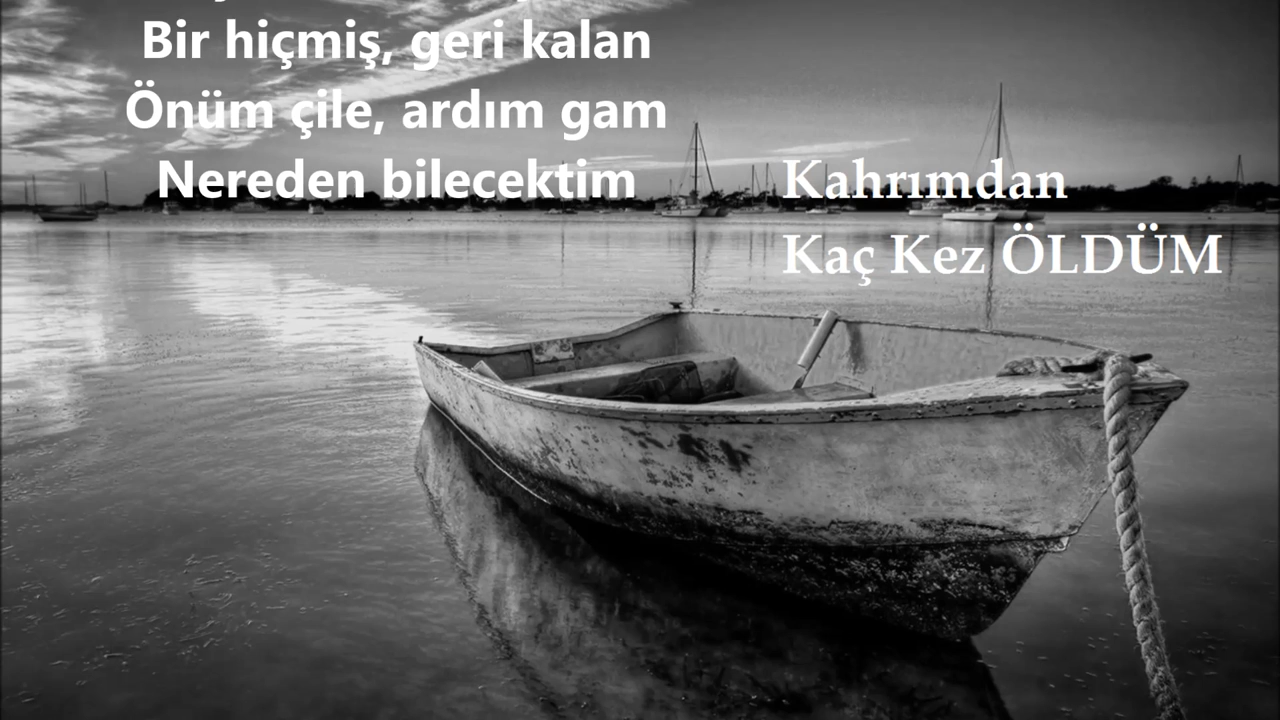 Bir hiçmiş, geri kalan
Önüm çile, ardım gam
Nereden bilecektim
Kahrımdan
Kaç Kez ÖLDÜM